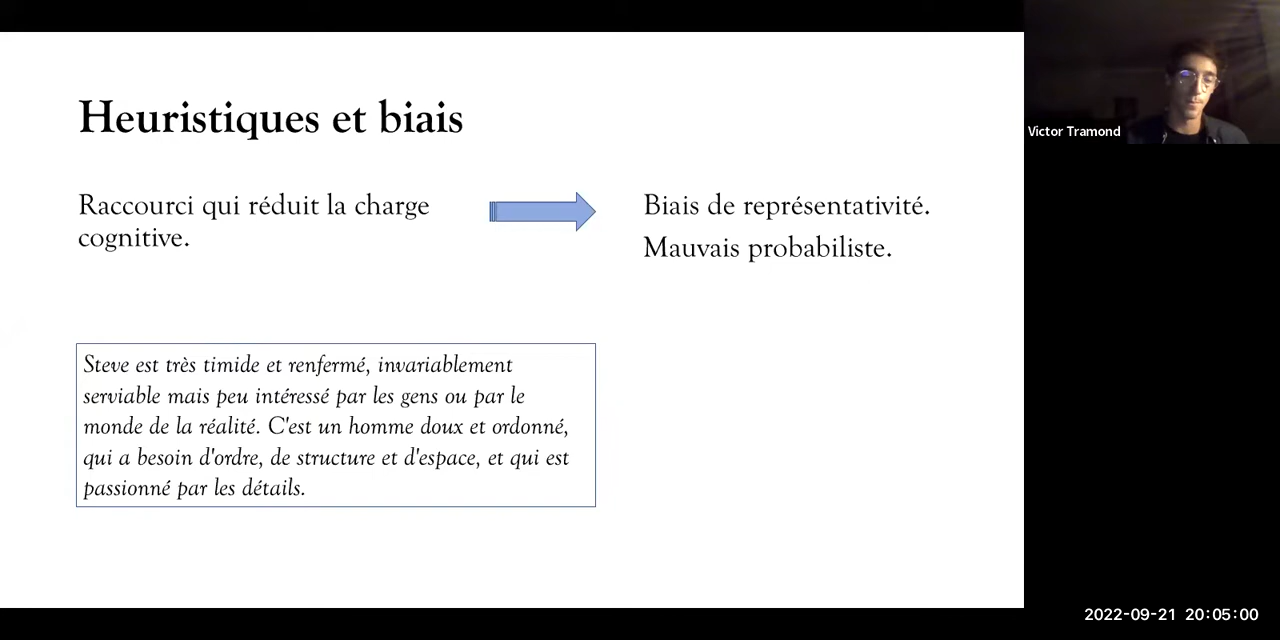 Heuristiques et biais
Raccourci qui réduit la charge
cognitive.
Biais de représentativité.
Mauvais probabiliste.
Steve est très timide et renfermé, invariablement
serviable mais peu intéressé par les gens ou par le
monde de la réalité. C'est un homme doux et ordonné,
qui a besoin d'ordre, de structure et d'espace, et qui est
passionné par les détails.
Victor Tramond
2022-09-21 20:05:00